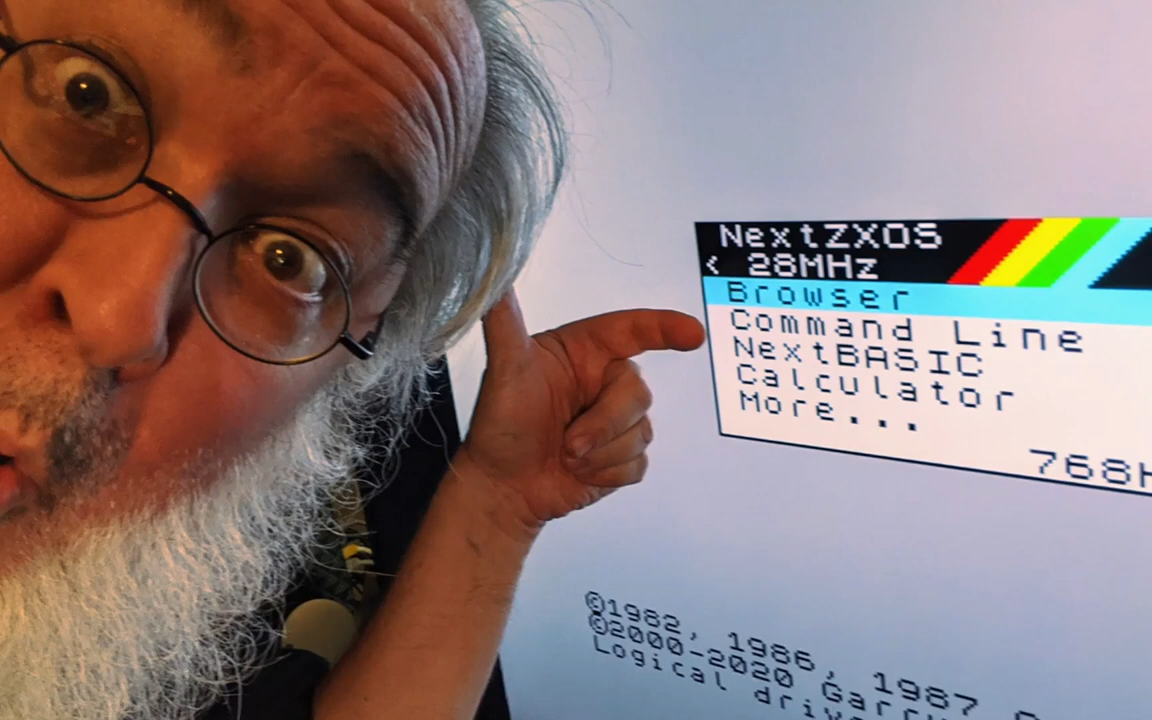 NextZXOS
< 28MHz
Browser
Command Line
NextBASIC
Calculator
More...
©1982, 1986, 1987
©2000-2020
Logical